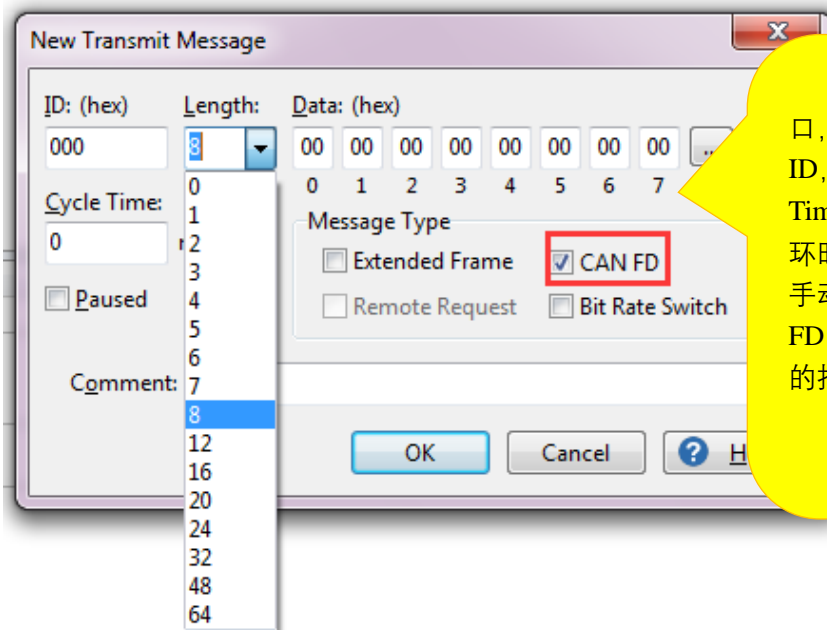 New Transmit Message
ID: (hex) Length: Data: (hex)
000 8 00 00 00 00 00 00 00 00 ...
0 1 2 3 4 5 6 7
Cycle Time:
0
Paused
Message Type
Extended Frame CAN FD
Remote Request Bit Rate Switch
Comment:
0
1
2
3
4
5
6
7
8
12
16
20
24
32
48
64
OK Cancel
口,
ID,
手
FD
的